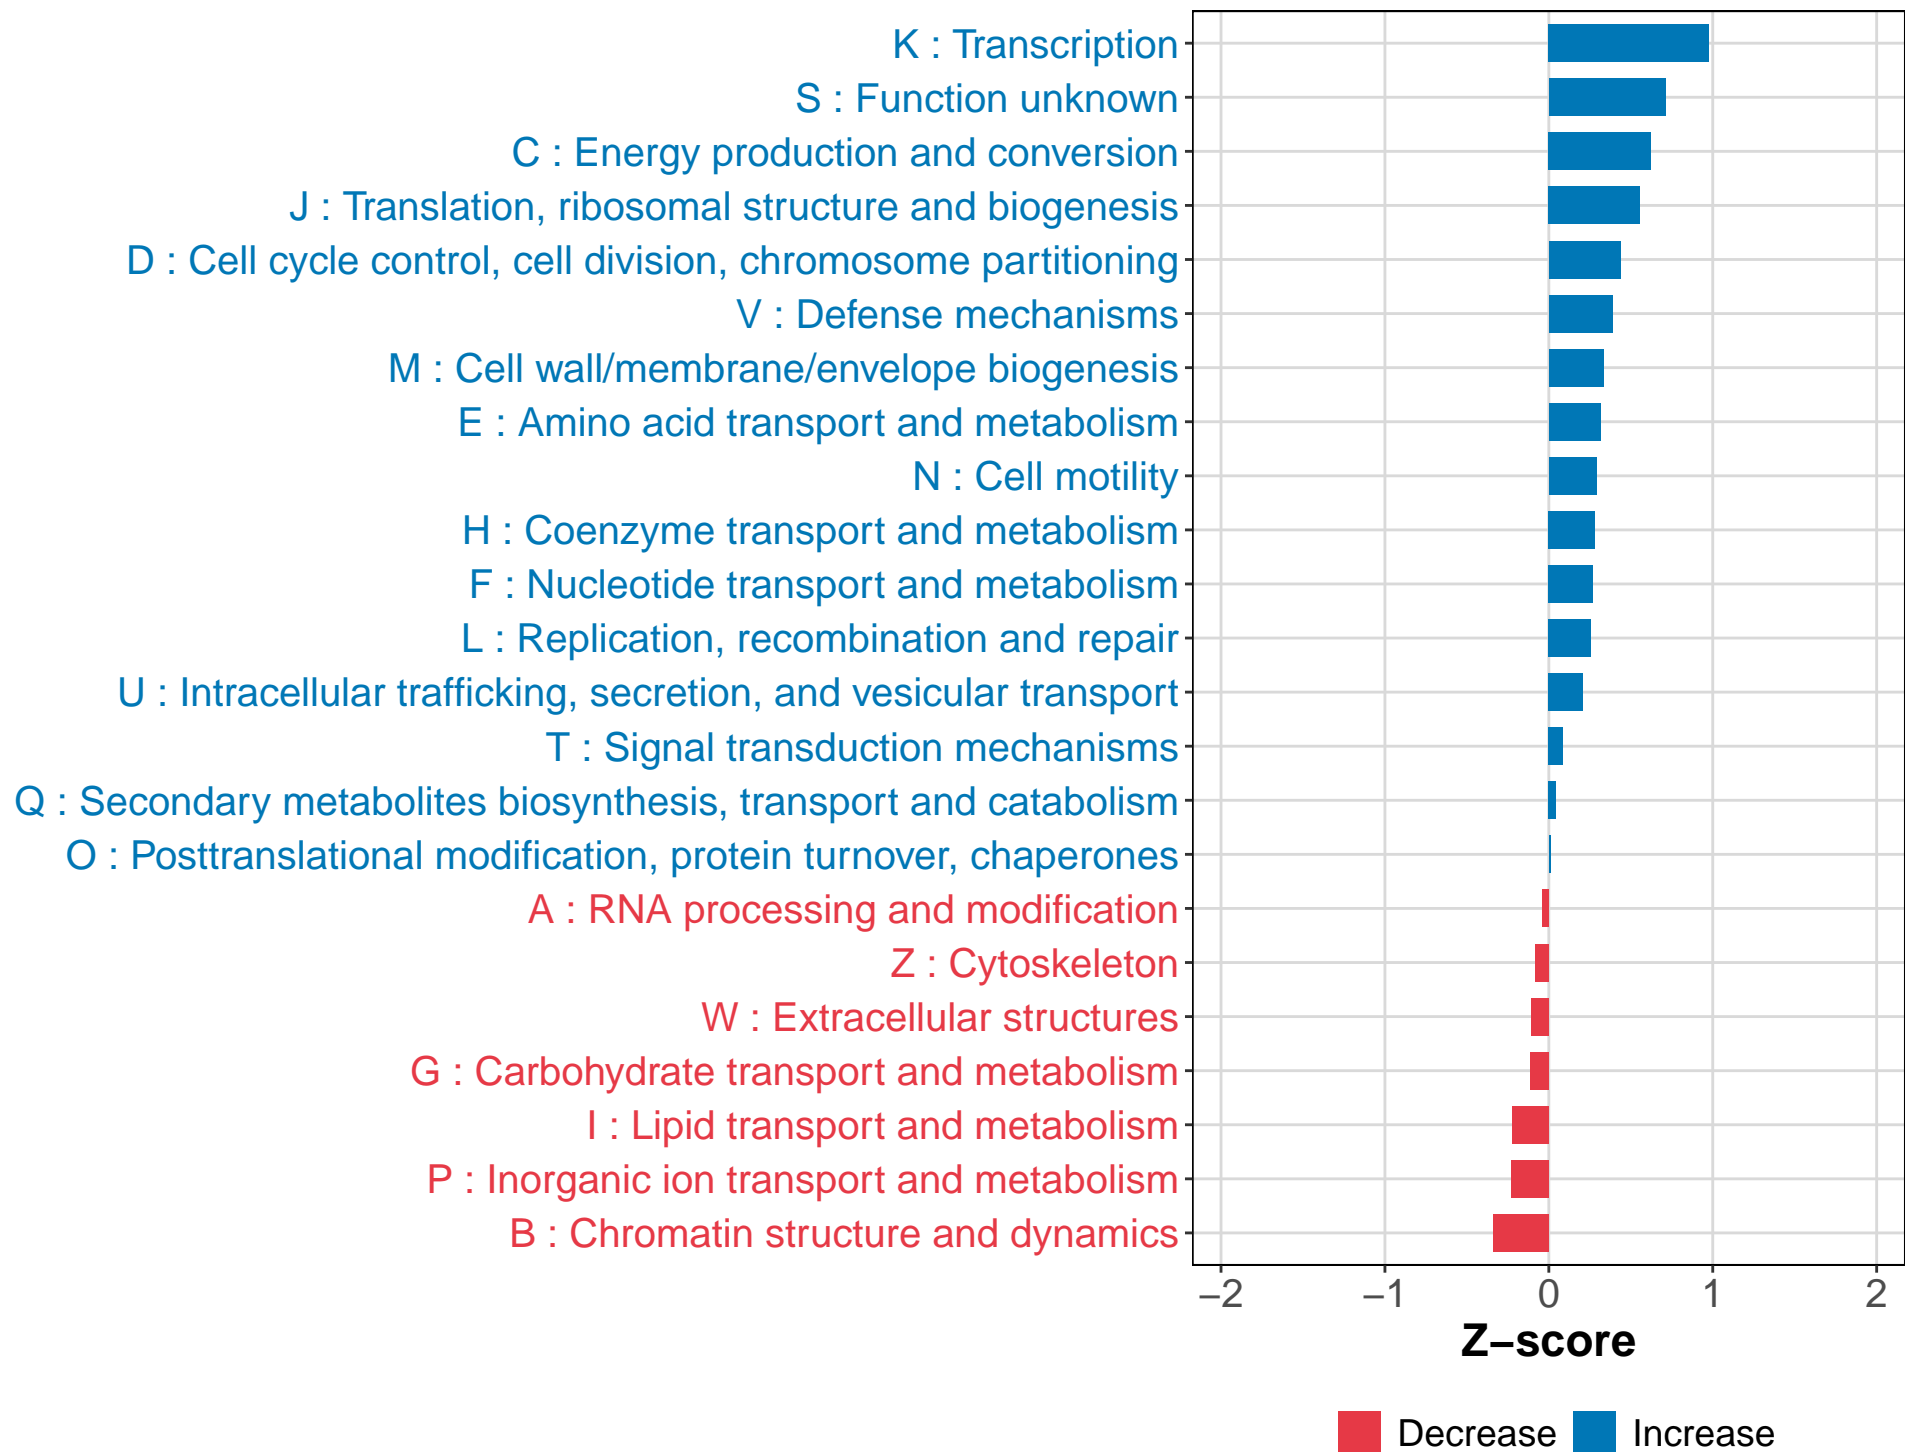 K : Transcription
S : Function unknown
C : Energy production and conversion
J : Translation, ribosomal structure and biogenesis
D : Cell cycle control, cell division, chromosome partitioning
V : Defense mechanisms
M : Cell wall/membrane/envelope biogenesis
E : Amino acid transport and metabolism
N : Cell motility
H : Coenzyme transport and metabolism
F : Nucleotide transport and metabolism
L : Replication, recombination and repair
U : Intracellular trafficking, secretion, and vesicular transport
T : Signal transduction mechanisms
Q : Secondary metabolites biosynthesis, transport and catabolism
O : Posttranslational modification, protein turnover, chaperones
A : RNA processing and modification
Z : Cytoskeleton
W : Extracellular structures
G : Carbohydrate transport and metabolism
I : Lipid transport and metabolism
P : Inorganic ion transport and metabolism
B : Chromatin structure and dynamics
−2 −1 0 1 2
Z−score
Decrease Increase